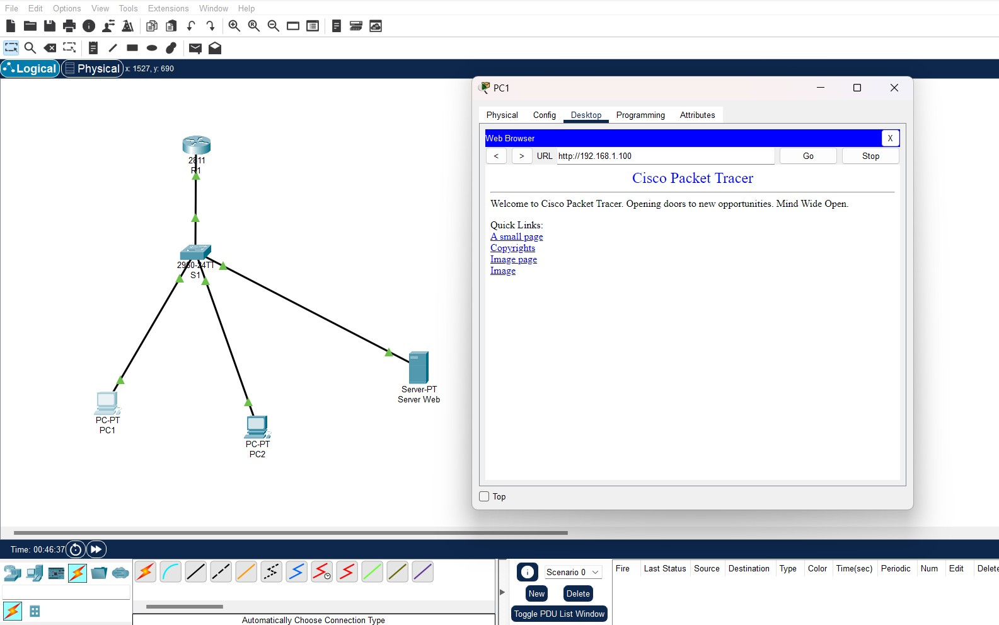 File Edit Options View Tools Extensions Window Help
Logical Physical x: 1527, y: 690
PC1
Physical Config Desktop Programming Attributes
Web Browser X
< > URL http://192.168.1.100 Go Stop
Cisco Packet Tracer
Welcome to Cisco Packet Tracer. Opening doors to new opportunities. Mind Wide Open.
Quick Links:
A small page
Copyrights
Image page
Image
Top
2811
R1
2960-24TT
S1
Server-PT
Server Web
PC-PT
PC1
PC-PT
PC2
Time: 00:46:37
Scenario 0
New Delete
Toggle PDU List Window
Fire Last Status Source Destination Type Color Time(sec) Periodic Num Edit Delete
Automatically Choose Connection Type